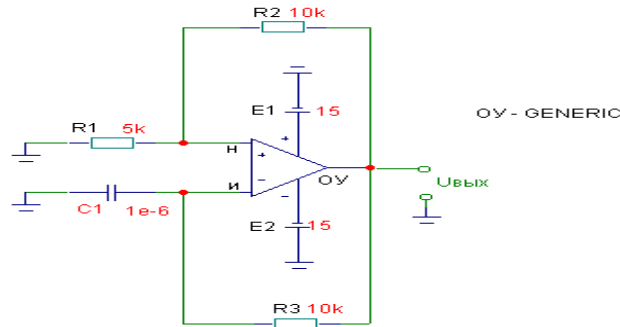 R2 10k
E1 15
ОУ - GENERIC
R1 5k
Н
+
+
-
И
ОУ
Uвых
C1 1e-6
-
E2 15
R3 10k